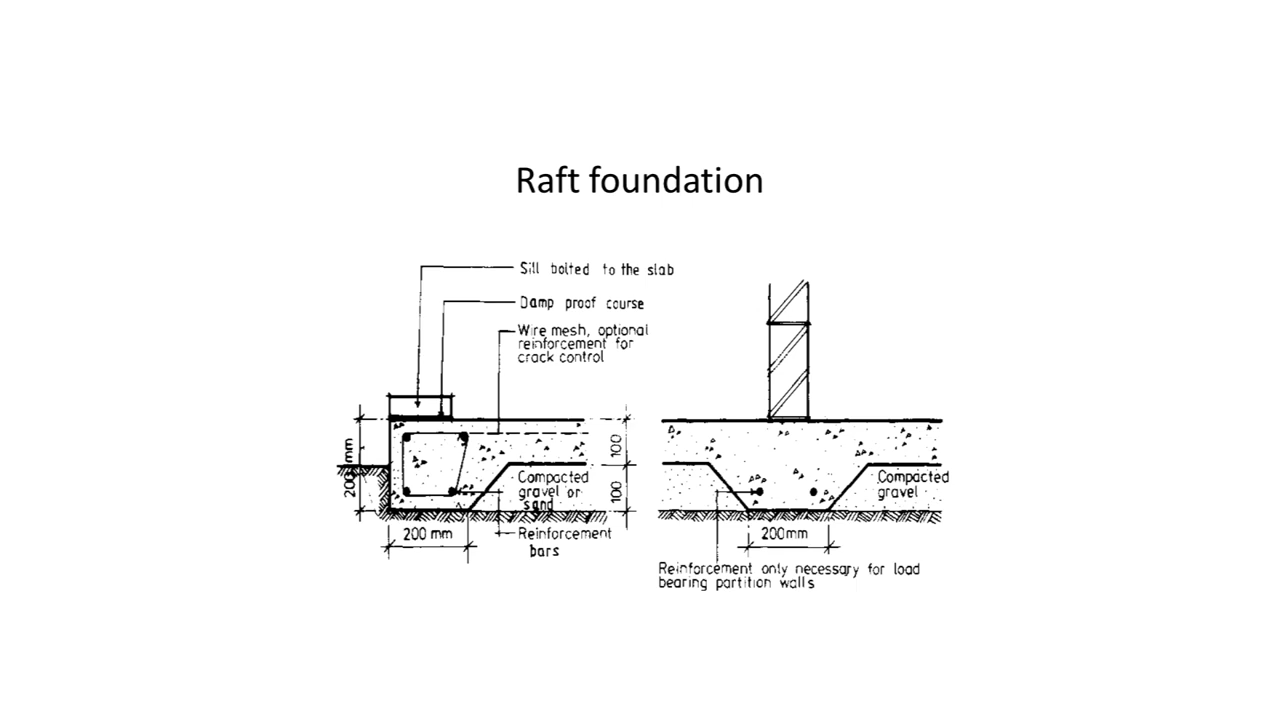 Raft foundation
Sill bolted to the slab
Damp proof course
Wire mesh, optional
reinforcement for
crack control
200 mm
100
100
Compacted
gravel or
sand
Reinforcement
bars
200 mm
Compacted
gravel
200mm
Reinforcement only necessary for load
bearing partition walls